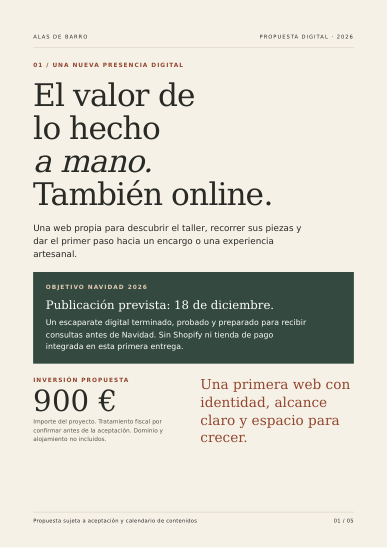 ALAS DE BARRO
PROPUESTA DIGITAL · 2026
01 / UNA NUEVA PRESENCIA DIGITAL
El valor de
lo hecho
a mano.
También online.
Una web propia para descubrir el taller, recorrer sus piezas y
dar el primer paso hacia un encargo o una experiencia
artesanal.
OBJETIVO NAVIDAD 2026
Publicación prevista: 18 de diciembre.
Un escaparate digital terminado, probado y preparado para recibir
consultas antes de Navidad. Sin Shopify ni tienda de pago
integrada en esta primera entrega.
INVERSIÓN PROPUESTA
900 €
Importe del proyecto. Tratamiento fiscal por
confirmar antes de la aceptación. Dominio y
alojamiento no incluidos.
Una primera web con
identidad, alcance
claro y espacio para
crecer.
Propuesta sujeta a aceptación y calendario de contenidos
01 / 05